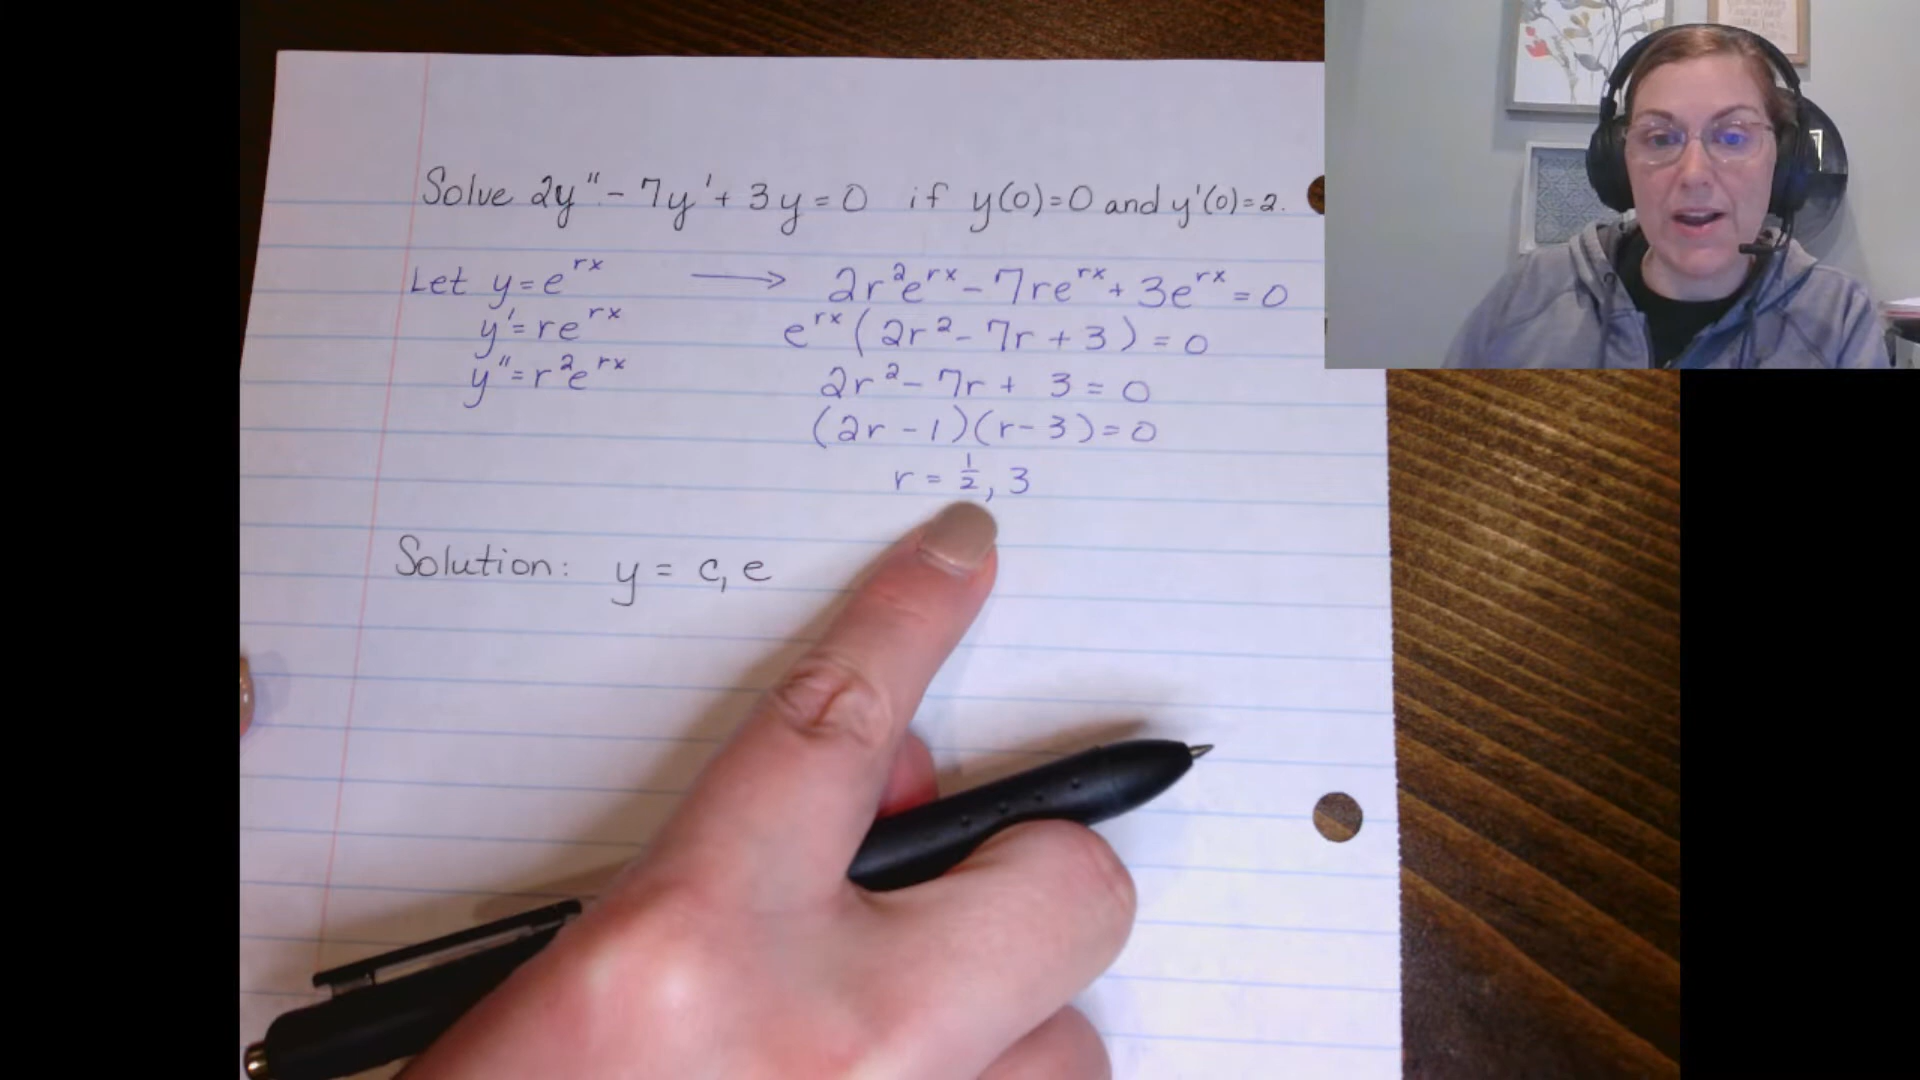 Solve 2y" - 7y' + 3y = 0 if y(0)=0 and y'(0)=2.
Let y = e^{rx} ⟶ 2r²e^{rx} - 7re^{rx} + 3e^{rx} = 0
y' = re^{rx} e^{rx}(2r² - 7r + 3) = 0
y" = r²e^{rx} 2r² - 7r + 3 = 0
(2r - 1)(r - 3) = 0
r = 1/2, 3
Solution: y = c₁e